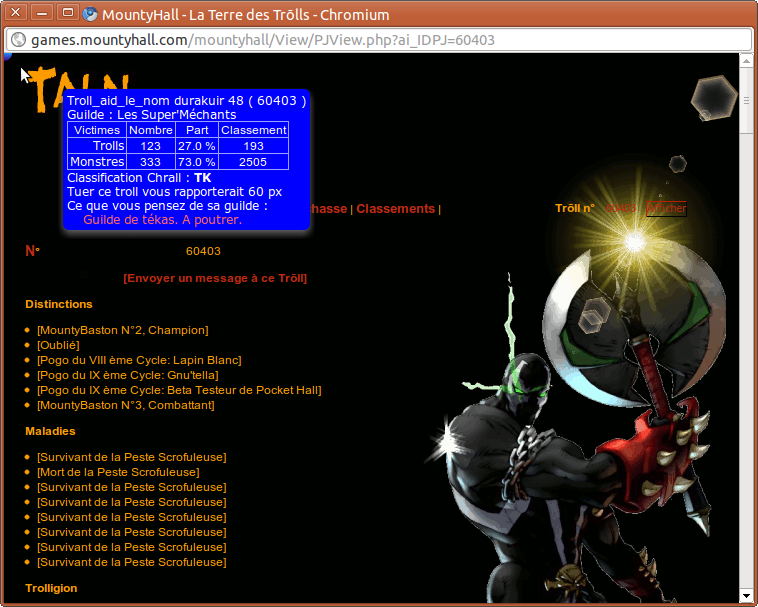 MountyHall - La Terre des Trõlls - Chromium
games.mountyhall.com/mountyhall/View/PJView.php?ai_IDPJ=60403
Troll_aid_le_nom durakuir 48 ( 60403 )
Guilde : Les Super'Méchants
Victimes Nombre Part Classement
Trolls 123 27.0 % 193
Monstres 333 73.0 % 2505
Classification Chrall : TK
Tuer ce troll vous rapporterait 60 px
Ce que vous pensez de sa guilde :
Guilde de tékas. A poutrer.
hasse | Classements |
Trõll n° Afficher
N° 60403
[Envoyer un message à ce Trõll]
Distinctions
[MountyBaston N°2, Champion]
[Oublié]
[Pogo du VIII ème Cycle: Lapin Blanc]
[Pogo du IX ème Cycle: Gnu'tella]
[Pogo du IX ème Cycle: Beta Testeur de Pocket Hall]
[MountyBaston N°3, Combattant]
Maladies
[Survivant de la Peste Scrofuleuse]
[Mort de la Peste Scrofuleuse]
[Survivant de la Peste Scrofuleuse]
[Survivant de la Peste Scrofuleuse]
[Survivant de la Peste Scrofuleuse]
[Survivant de la Peste Scrofuleuse]
[Survivant de la Peste Scrofuleuse]
[Survivant de la Peste Scrofuleuse]
Trolligion